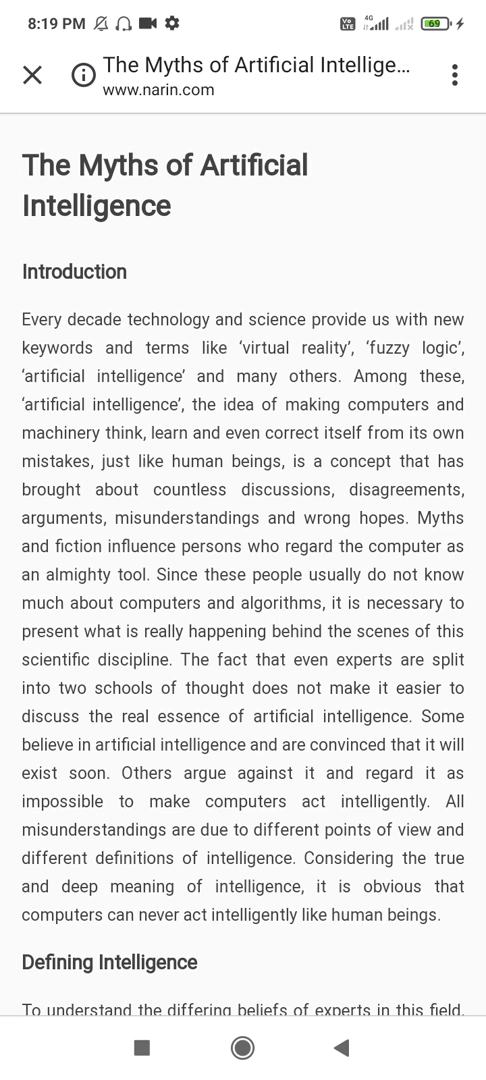 8:19 PM
Vo LTE 4G 69
The Myths of Artificial Intellige...
www.narin.com
The Myths of Artificial
Intelligence
Introduction
Every decade technology and science provide us with new
keywords and terms like ‘virtual reality’, ‘fuzzy logic’,
‘artificial intelligence’ and many others. Among these,
‘artificial intelligence’, the idea of making computers and
machinery think, learn and even correct itself from its own
mistakes, just like human beings, is a concept that has
brought about countless discussions, disagreements,
arguments, misunderstandings and wrong hopes. Myths
and fiction influence persons who regard the computer as
an almighty tool. Since these people usually do not know
much about computers and algorithms, it is necessary to
present what is really happening behind the scenes of this
scientific discipline. The fact that even experts are split
into two schools of thought does not make it easier to
discuss the real essence of artificial intelligence. Some
believe in artificial intelligence and are convinced that it will
exist soon. Others argue against it and regard it as
impossible to make computers act intelligently. All
misunderstandings are due to different points of view and
different definitions of intelligence. Considering the true
and deep meaning of intelligence, it is obvious that
computers can never act intelligently like human beings.
Defining Intelligence
To understand the differing beliefs of experts in this field,